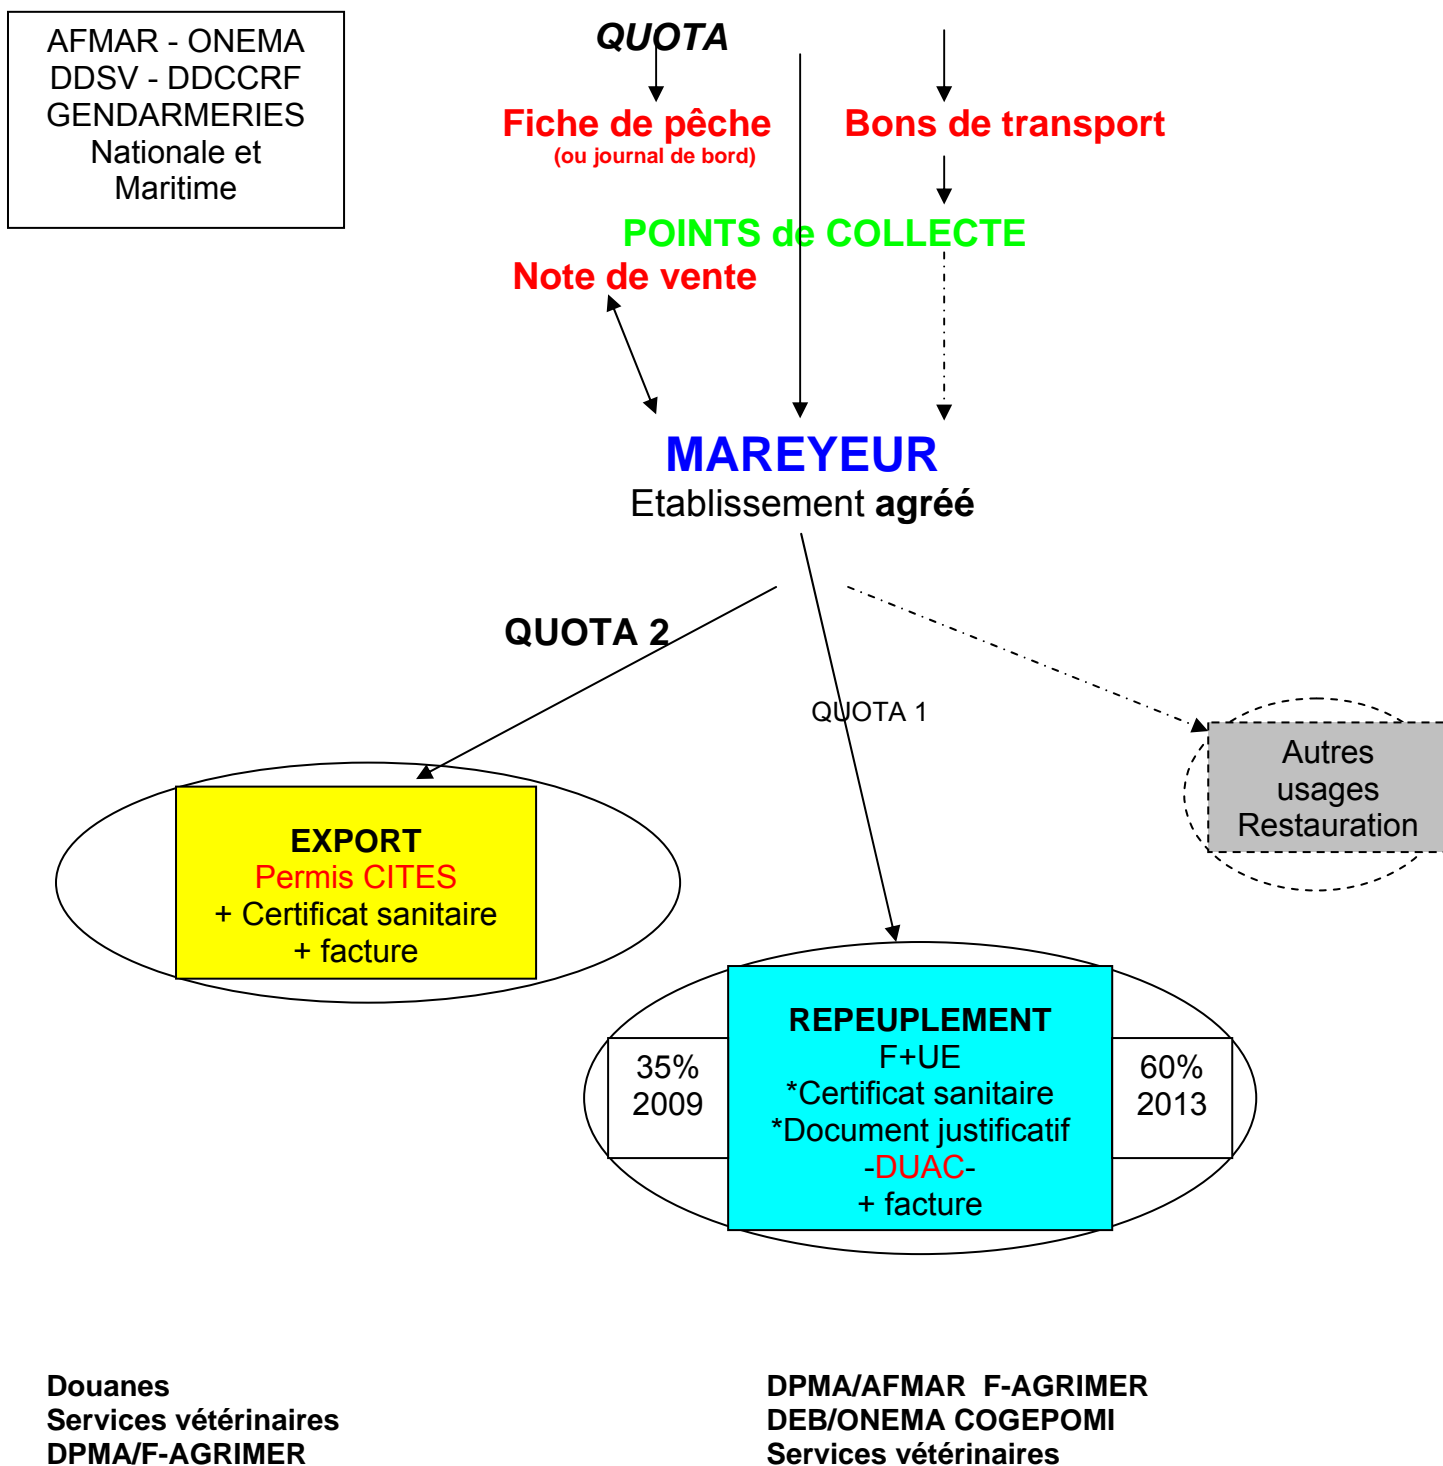 AFMAR - ONEMA
DDSV - DDCCRF
GENDARMERIES
Nationale et
Maritime
QUOTA
Fiche de pêche
(ou journal de bord)
Bons de transport
POINTS de COLLECTE
Note de vente
MAREYEUR
Etablissement agréé
QUOTA 2
QUOTA 1
Autres
usages
Restauration
EXPORT
Permis CITES
+ Certificat sanitaire
+ facture
35%
2009
REPEUPLEMENT
F+UE
*Certificat sanitaire
*Document justificatif
-DUAC-
+ facture
60%
2013
Douanes
Services vétérinaires
DPMA/F-AGRIMER
DPMA/AFMAR F-AGRIMER
DEB/ONEMA COGEPOMI
Services vétérinaires